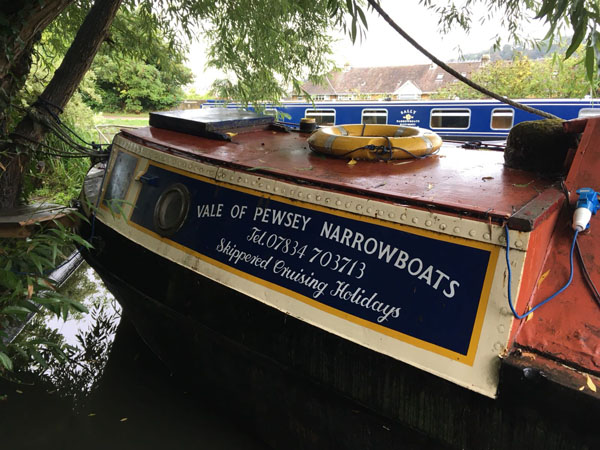 VALE OF PEWSEY NARROWBOATS
Tel. 07834 703713
Skippered Cruising Holidays